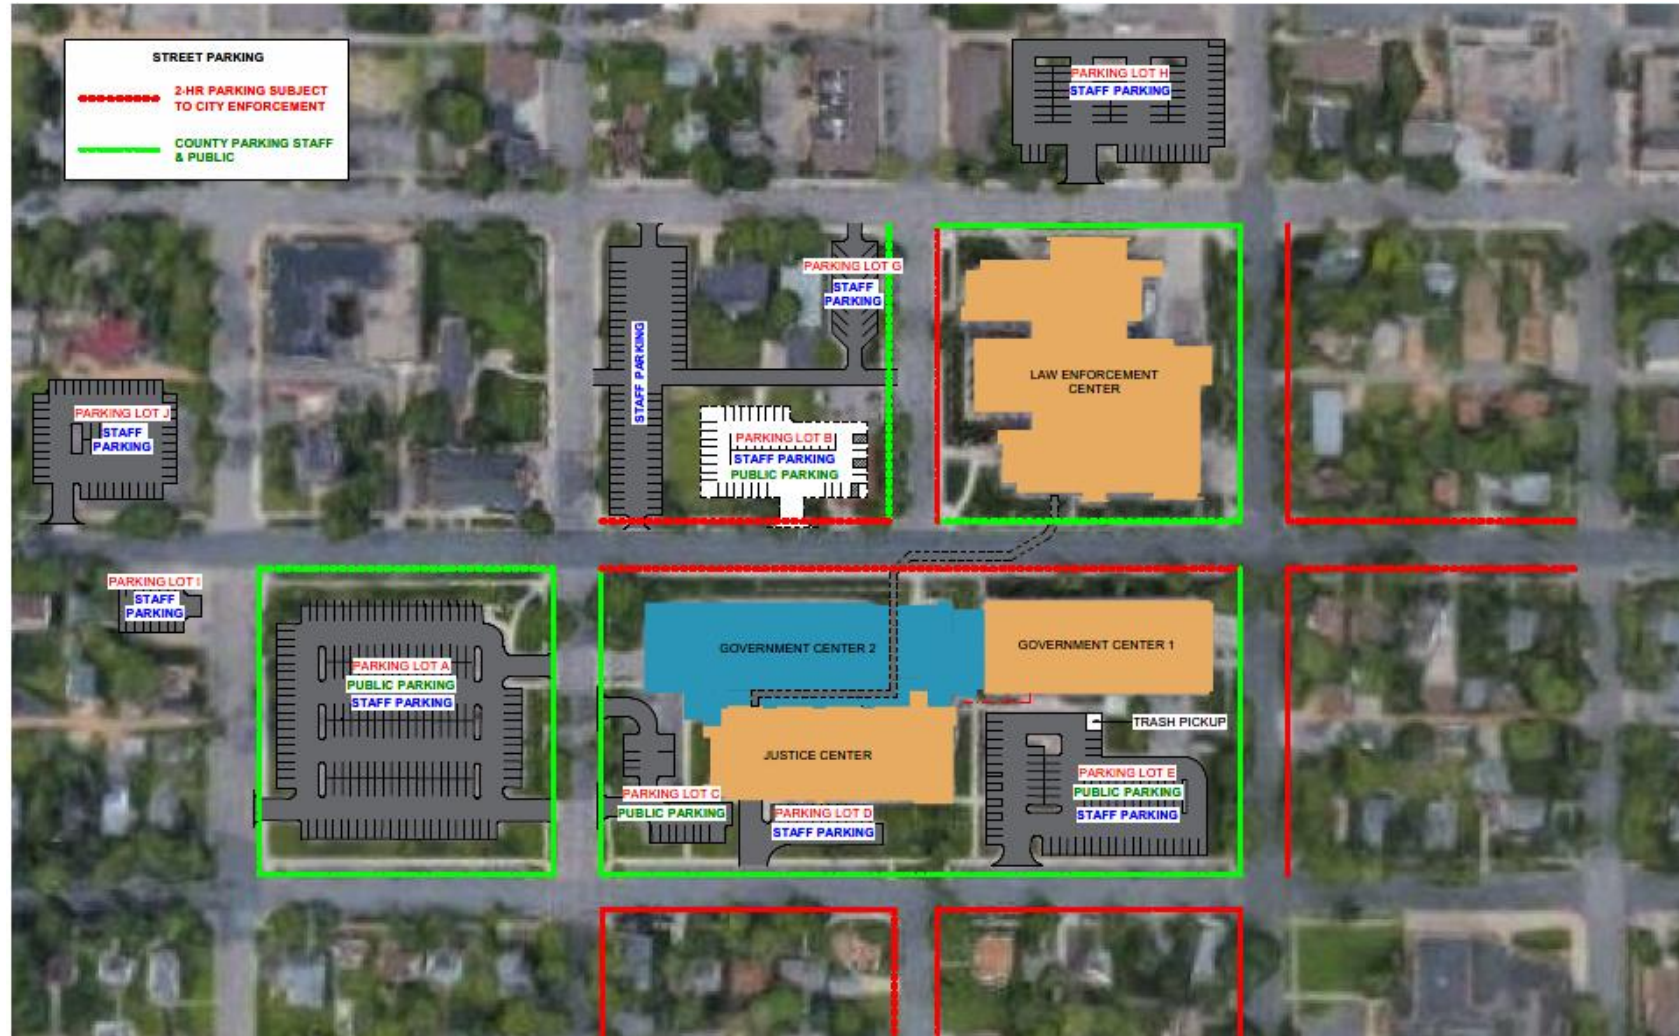 STREET PARKING
2-HR PARKING SUBJECT
TO CITY ENFORCEMENT
COUNTY PARKING STAFF
& PUBLIC
PARKING LOT H
STAFF PARKING
PARKING LOT G
STAFF
PARKING
STAFF PARKING
LAW ENFORCEMENT
CENTER
PARKING LOT J
STAFF
PARKING
PARKING LOT B
STAFF PARKING
PUBLIC PARKING
PARKING LOT I
STAFF
PARKING
PARKING LOT A
PUBLIC PARKING
STAFF PARKING
GOVERNMENT CENTER 2
GOVERNMENT CENTER 1
TRASH PICKUP
JUSTICE CENTER
PARKING LOT C
PUBLIC PARKING
PARKING LOT D
STAFF PARKING
PARKING LOT E
PUBLIC PARKING
STAFF PARKING